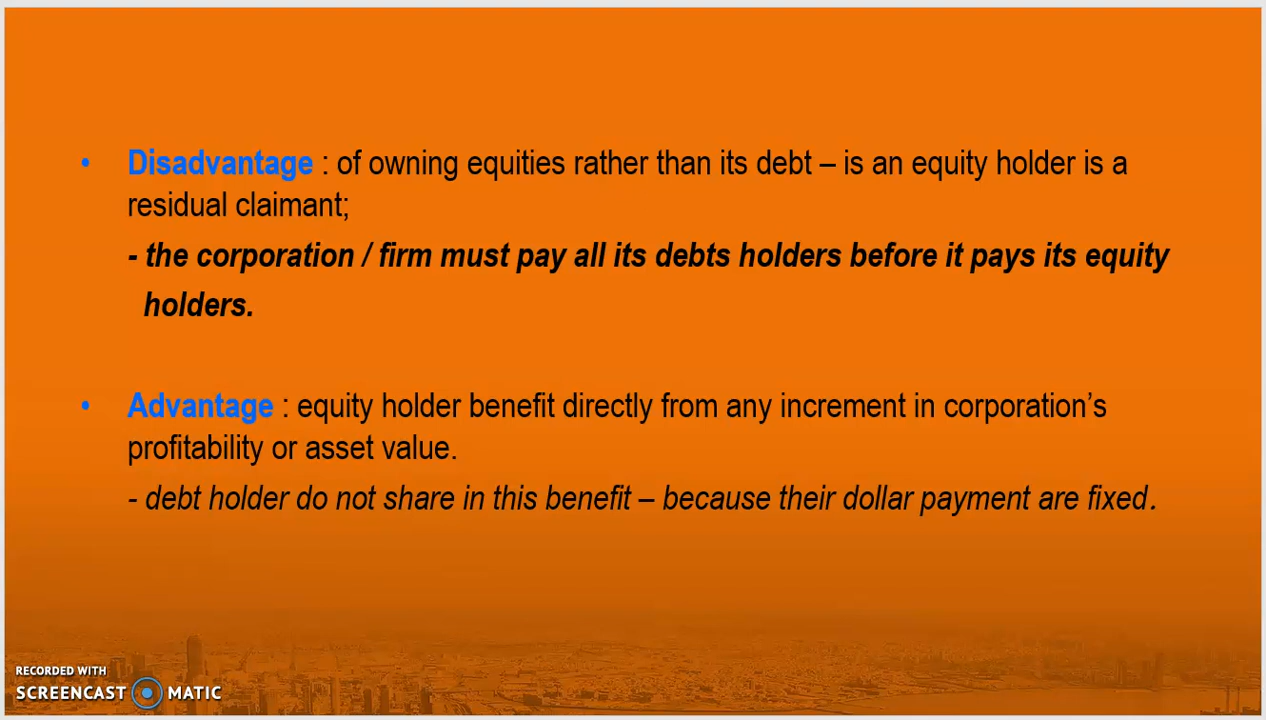 • Disadvantage : of owning equities rather than its debt – is an equity holder is a
residual claimant;
- the corporation / firm must pay all its debts holders before it pays its equity
holders.
• Advantage : equity holder benefit directly from any increment in corporation’s
profitability or asset value.
- debt holder do not share in this benefit – because their dollar payment are fixed.
RECORDED WITH
SCREENCAST MATIC